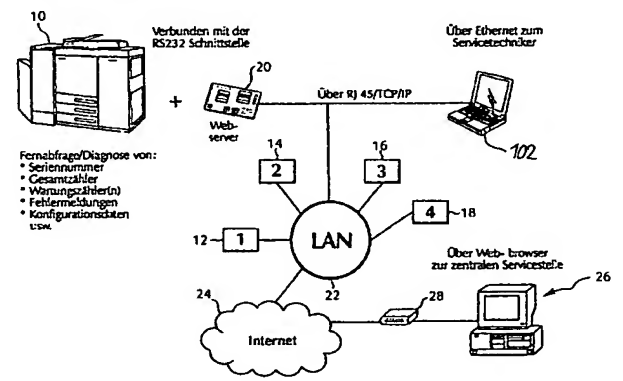 10
Verbunden mit der
RS232 Schnittstelle
Über Ethernet zum
Servicetechniker
20
+
Über RJ 45/TCP/IP
Web-
server
102
Fernabfrage/Diagnose von:
* Seriennummer
* Gesamtzähler
* Wartungszähler(n)
* Fehlermeldungen
* Konfigurationsdaten
usw.
14
2
16
3
12
1
4
18
LAN
22
Über Web- browser
zur zentralen Servicestelle
24
28
26
Internet